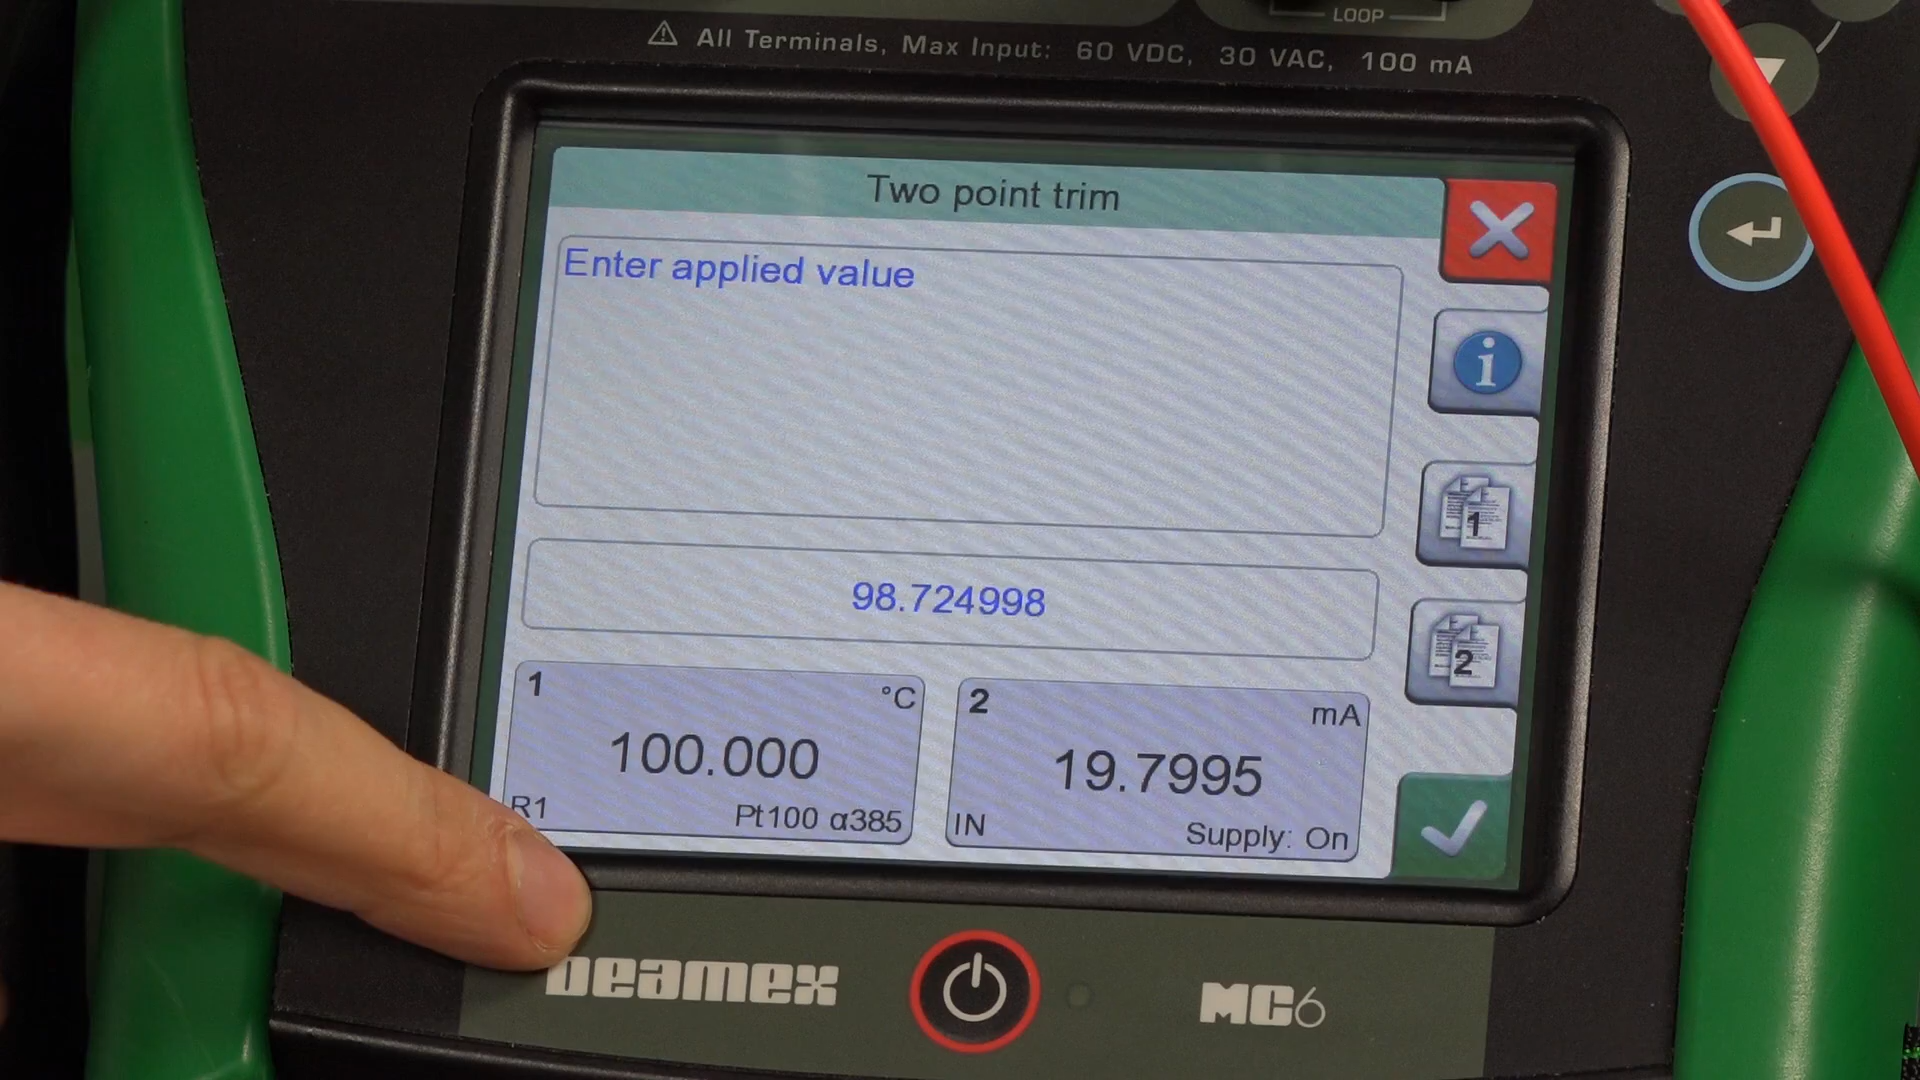 LOOP
All Terminals, Max Input: 60 VDC, 30 VAC, 100 mA
Two point trim
Enter applied value
i
1
98.724998
2
1 °C
100.000
R1 Pt100 α385
2 mA
19.7995
IN Supply: On
beamex
MC6